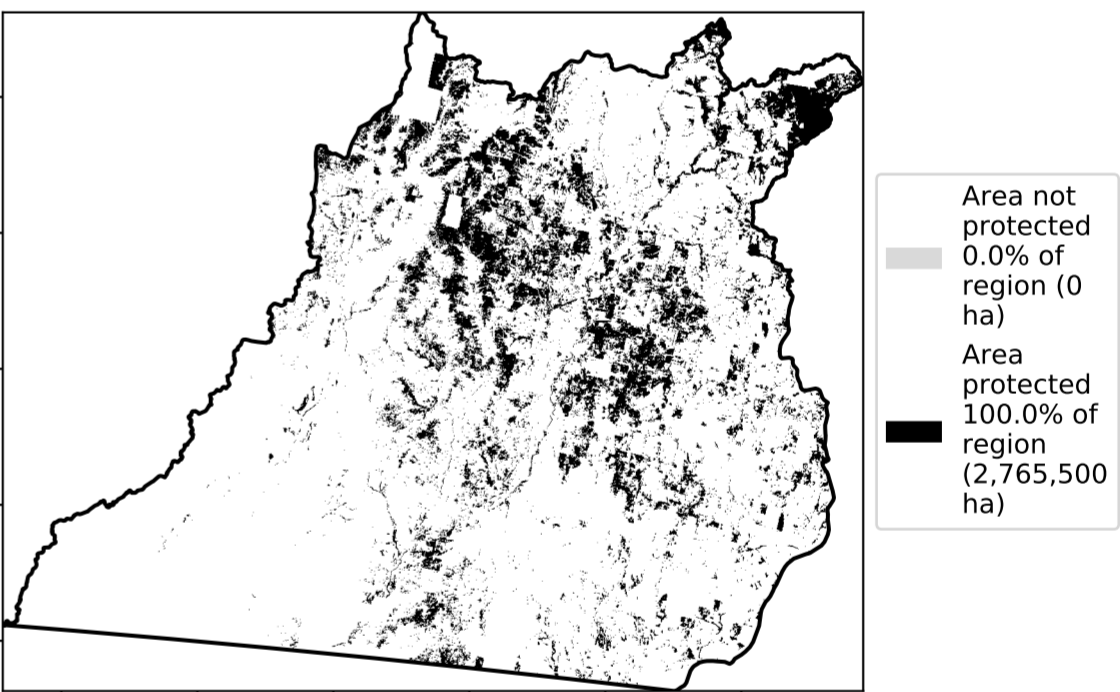 Area not
protected
0.0% of
region (0
ha)
Area
protected
100.0% of
region
(2,765,500
ha)